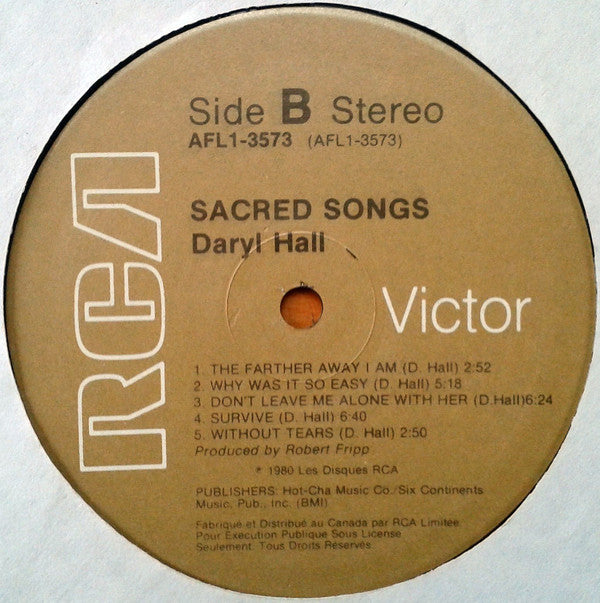 Side B Stereo
AFL1-3573 (AFL1-3573)
SACRED SONGS
Daryl Hall
RCA
Victor
1. THE FARTHER AWAY I AM (D. Hall) 2:52
2. WHY WAS IT SO EASY (D. Hall) 5:18
3. DON'T LEAVE ME ALONE WITH HER (D.Hall)6:24
4. SURVIVE (D. Hall) 6:40
5. WITHOUT TEARS (D. Hall) 2:50
Produced by Robert Fripp
℗ 1980 Les Disques RCA
PUBLISHERS: Hot-Cha Music Co./Six Continents
Music, Pub., Inc. (BMI)
Fabriqué et Distribué au Canada par RCA Limitée.
Pour Exécution Publique Sous License
Seulement. Tous Droits Réservés.